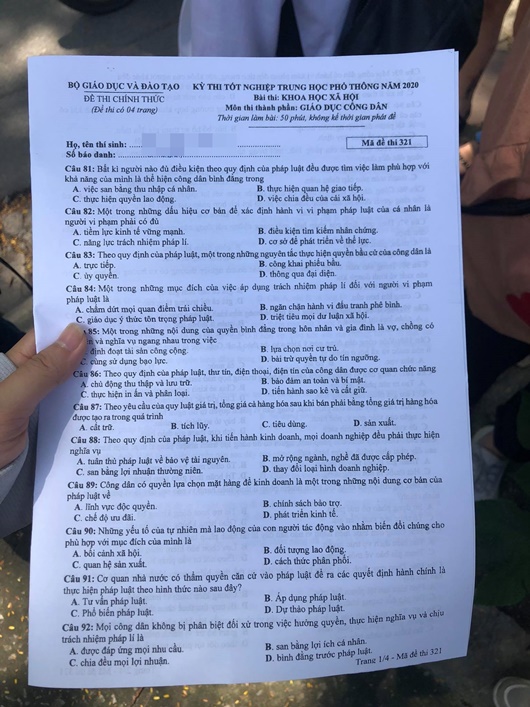 BỘ GIÁO DỤC VÀ ĐÀO TẠO KỲ THI TỐT NGHIỆP TRUNG HỌC PHỔ THÔNG NĂM 2020
ĐỀ THI CHÍNH THỨC Bài thi: KHOA HỌC XÃ HỘI
(Đề thi có 04 trang) Môn thi thành phần: GIÁO DỤC CÔNG DÂN
Thời gian làm bài: 50 phút, không kể thời gian phát đề
Họ, tên thí sinh: Mã đề thi 321
Số báo danh:
Câu 81: Bất kì người nào đủ điều kiện theo quy định của pháp luật đều được tìm việc làm phù hợp với
khả năng của mình là thể hiện công dân bình đẳng trong
A. việc san bằng thu nhập cá nhân. B. thực hiện quan hệ giao tiếp.
C. thực hiện quyền lao động. D. việc chia đều của cải xã hội.
Câu 82: Một trong những dấu hiệu cơ bản để xác định hành vi vi phạm pháp luật của cá nhân là
người vi phạm phải có đủ
A. tiềm lực kinh tế vững mạnh. B. điều kiện tìm kiếm nhân chứng.
C. năng lực trách nhiệm pháp lí. D. cơ sở để phát triển về thể lực.
Câu 83: Theo quy định của pháp luật, một trong những nguyên tắc thực hiện quyền bầu cử của công dân là
A. trực tiếp. B. công khai phiếu bầu.
C. ủy quyền. D. thông qua đại diện.
Câu 84: Một trong những mục đích của việc áp dụng trách nhiệm pháp lí đối với người vi phạm
pháp luật là
A. chấm dứt mọi quan điểm trái chiều. B. ngăn chặn hành vi đấu tranh phê bình.
C. giáo dục ý thức tôn trọng pháp luật. D. triệt tiêu mọi dư luận xã hội.
85: Một trong những nội dung của quyền bình đẳng trong hôn nhân và gia đình là vợ, chồng có
và nghĩa vụ ngang nhau trong việc
định đoạt tài sản công cộng. B. lựa chọn nơi cư trú.
C. cùng sử dụng bạo lực. D. bài trừ quyền tự do tín ngưỡng.
Câu 86: Theo quy định của pháp luật, thư tín, điện thoại, điện tín của công dân được cơ quan chức năng
A. chủ động thu thập và lưu trữ. B. bảo đảm an toàn và bí mật.
C. thực hiện in ấn và phân loại. D. tiến hành sao kê và cất giữ.
Câu 87: Theo yêu cầu của quy luật giá trị, tổng giá cả hàng hóa sau khi bán phải bằng tổng giá trị hàng hóa
được tạo ra trong quá trình
A. cất trữ. B. tích lũy. C. tiêu dùng. D. sản xuất.
Câu 88: Theo quy định của pháp luật, khi tiến hành kinh doanh, mọi doanh nghiệp đều phải thực hiện
nghĩa vụ
A. tuân thủ pháp luật về bảo vệ tài nguyên. B. mở rộng ngành, nghề đã được cấp phép.
C. san bằng lợi nhuận thường niên. D. thay đổi loại hình doanh nghiệp.
Câu 89: Công dân có quyền lựa chọn mặt hàng để kinh doanh là một trong những nội dung cơ bản của
pháp luật về
A. lĩnh vực độc quyền. B. chính sách bảo trợ.
C. chế độ ưu đãi. D. phát triển kinh tế.
Câu 90: Những yếu tố của tự nhiên mà lao động của con người tác động vào nhằm biến đổi chúng cho
phù hợp với mục đích của mình là
A. bối cảnh xã hội. B. đối tượng lao động.
C. quan hệ sản xuất. D. cách thức phân phối.
Câu 91: Cơ quan nhà nước có thẩm quyền căn cứ vào pháp luật để ra các quyết định hành chính là
thực hiện pháp luật theo hình thức nào sau đây?
A. Tư vấn pháp luật. B. Áp dụng pháp luật.
C. Phổ biến pháp luật. D. Dự thảo pháp luật.
Câu 92: Mọi công dân không bị phân biệt đối xử trong việc hưởng quyền, thực hiện nghĩa vụ và chịu
trách nhiệm pháp lí là
A. được đáp ứng mọi nhu cầu. B. san bằng lợi ích cá nhân.
C. chia đều mọi lợi nhuận. D. bình đẳng trước pháp luật.
Trang 1/4 - Mã đề thi 321